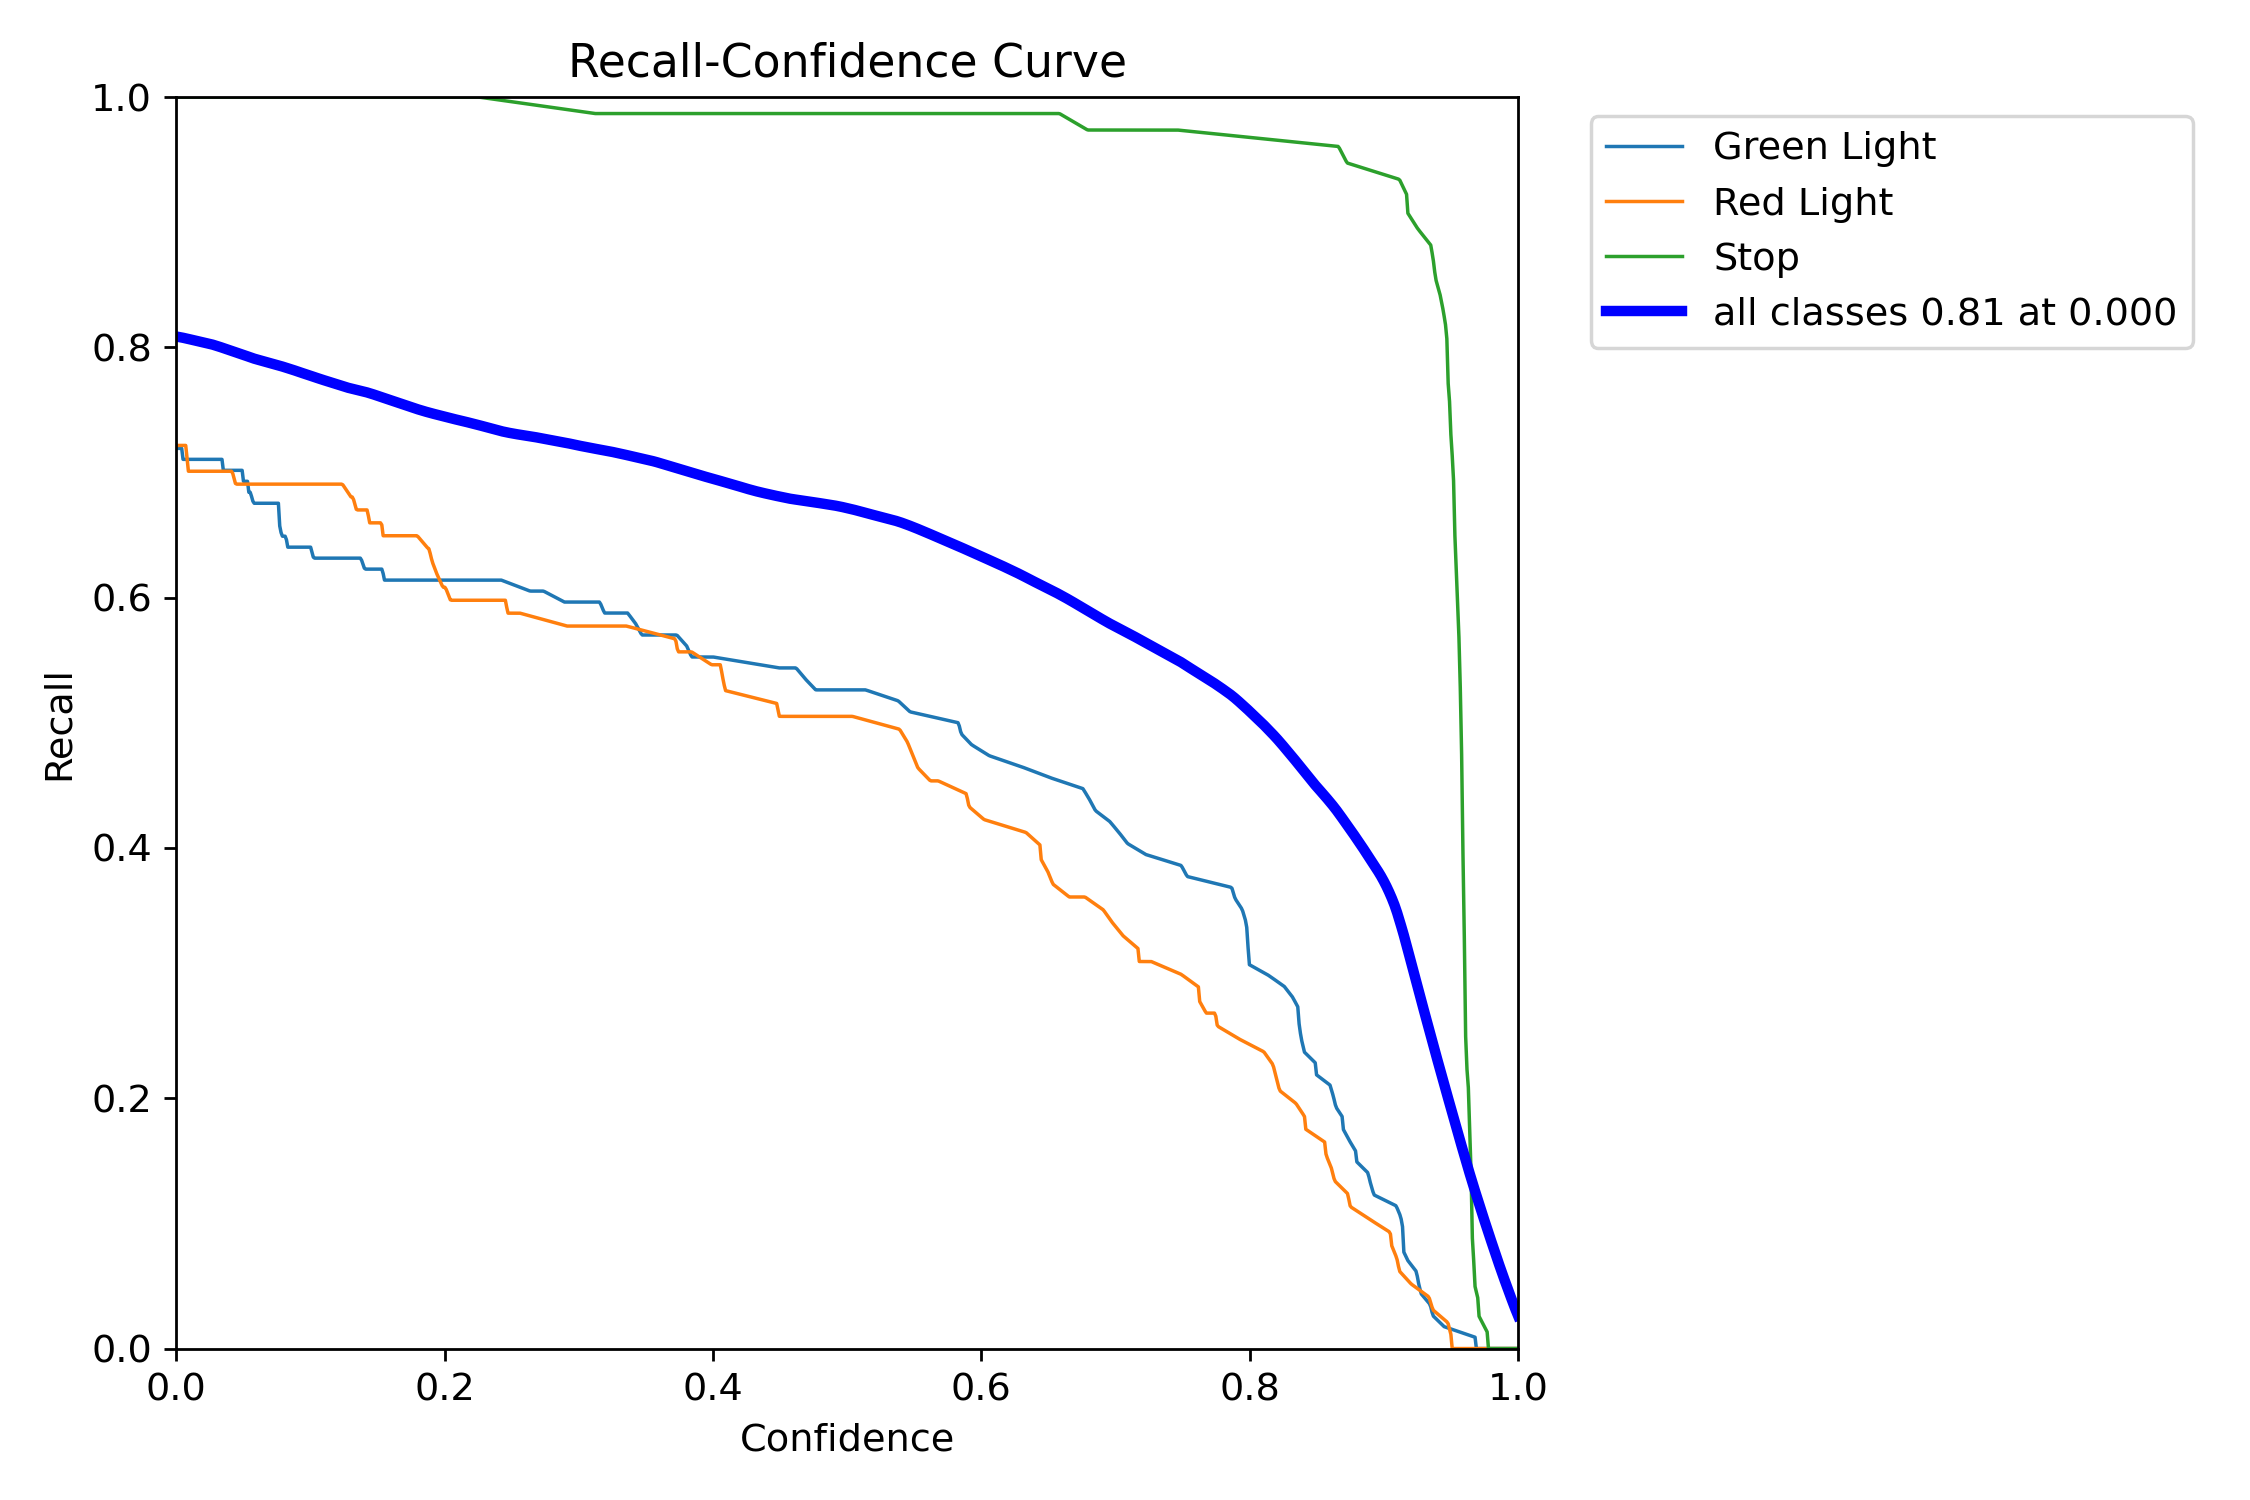 Recall-Confidence Curve
Green Light
Red Light
Stop
all classes 0.81 at 0.000
Recall
1.0
0.8
0.6
0.4
0.2
0.0
0.0 0.2 0.4 0.6 0.8 1.0
Confidence